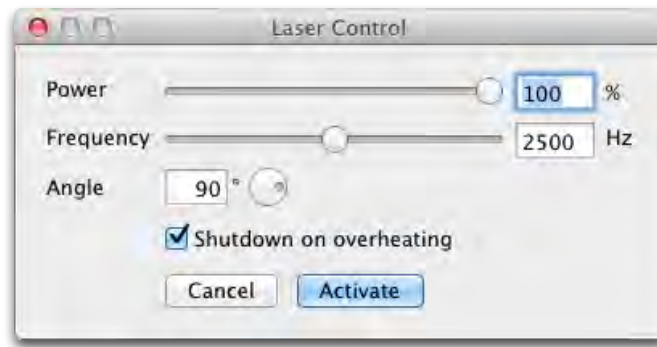 Laser Control
Power 100 %
Frequency 2500 Hz
Angle 90 °
Shutdown on overheating
Cancel Activate